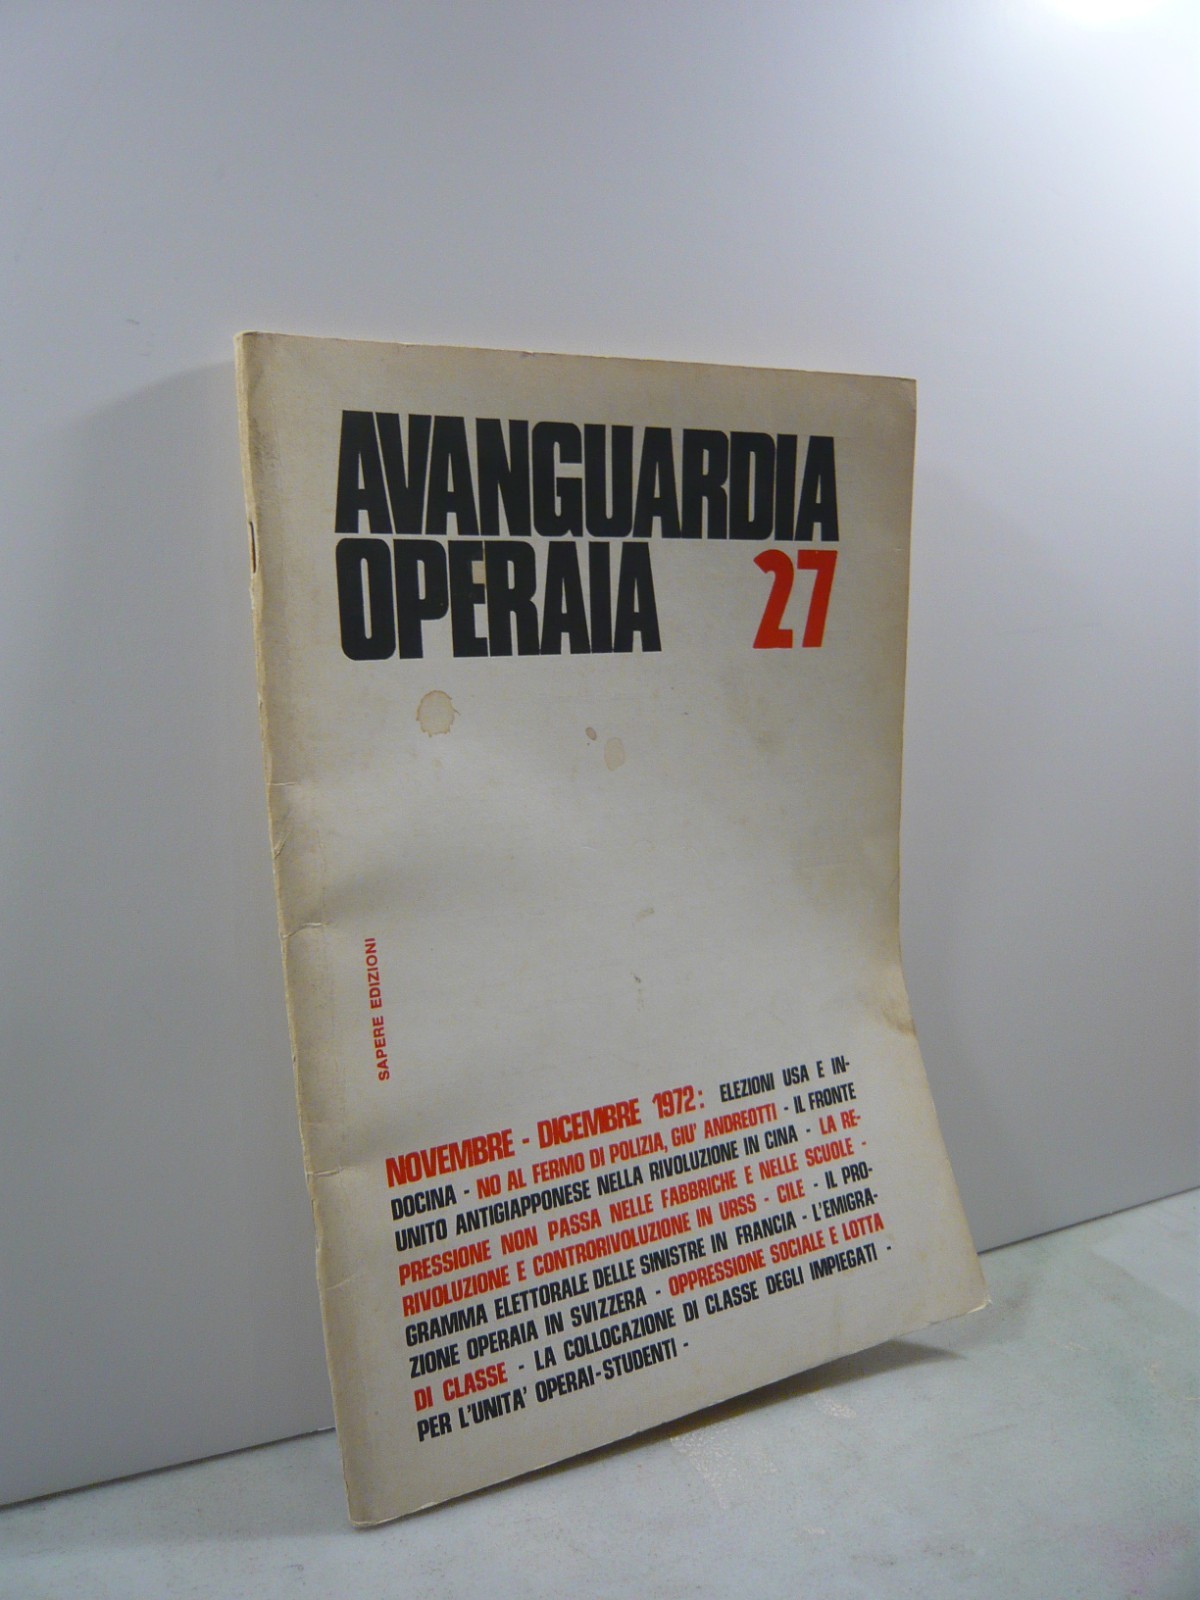 AVANGUARDIA
OPERAIA 27
SAPERE EDIZIONI
NOVEMBRE - DICEMBRE 1972: ELEZIONI USA E IN-
DOCINA - NO AL FERMO DI POLIZIA, GIU' ANDREOTTI - IL FRONTE
UNITO ANTIGIAPPONESE NELLA RIVOLUZIONE IN CINA - LA RE-
PRESSIONE NON PASSA NELLE FABBRICHE E NELLE SCUOLE -
RIVOLUZIONE E CONTRORIVOLUZIONE IN URSS - CILE - IL PRO-
GRAMMA ELETTORALE DELLE SINISTRE IN FRANCIA - L'EMIGRA-
ZIONE OPERAIA IN SVIZZERA - OPPRESSIONE SOCIALE E LOTTA
DI CLASSE - LA COLLOCAZIONE DI CLASSE DEGLI IMPIEGATI -
PER L'UNITA' OPERAI-STUDENTI -